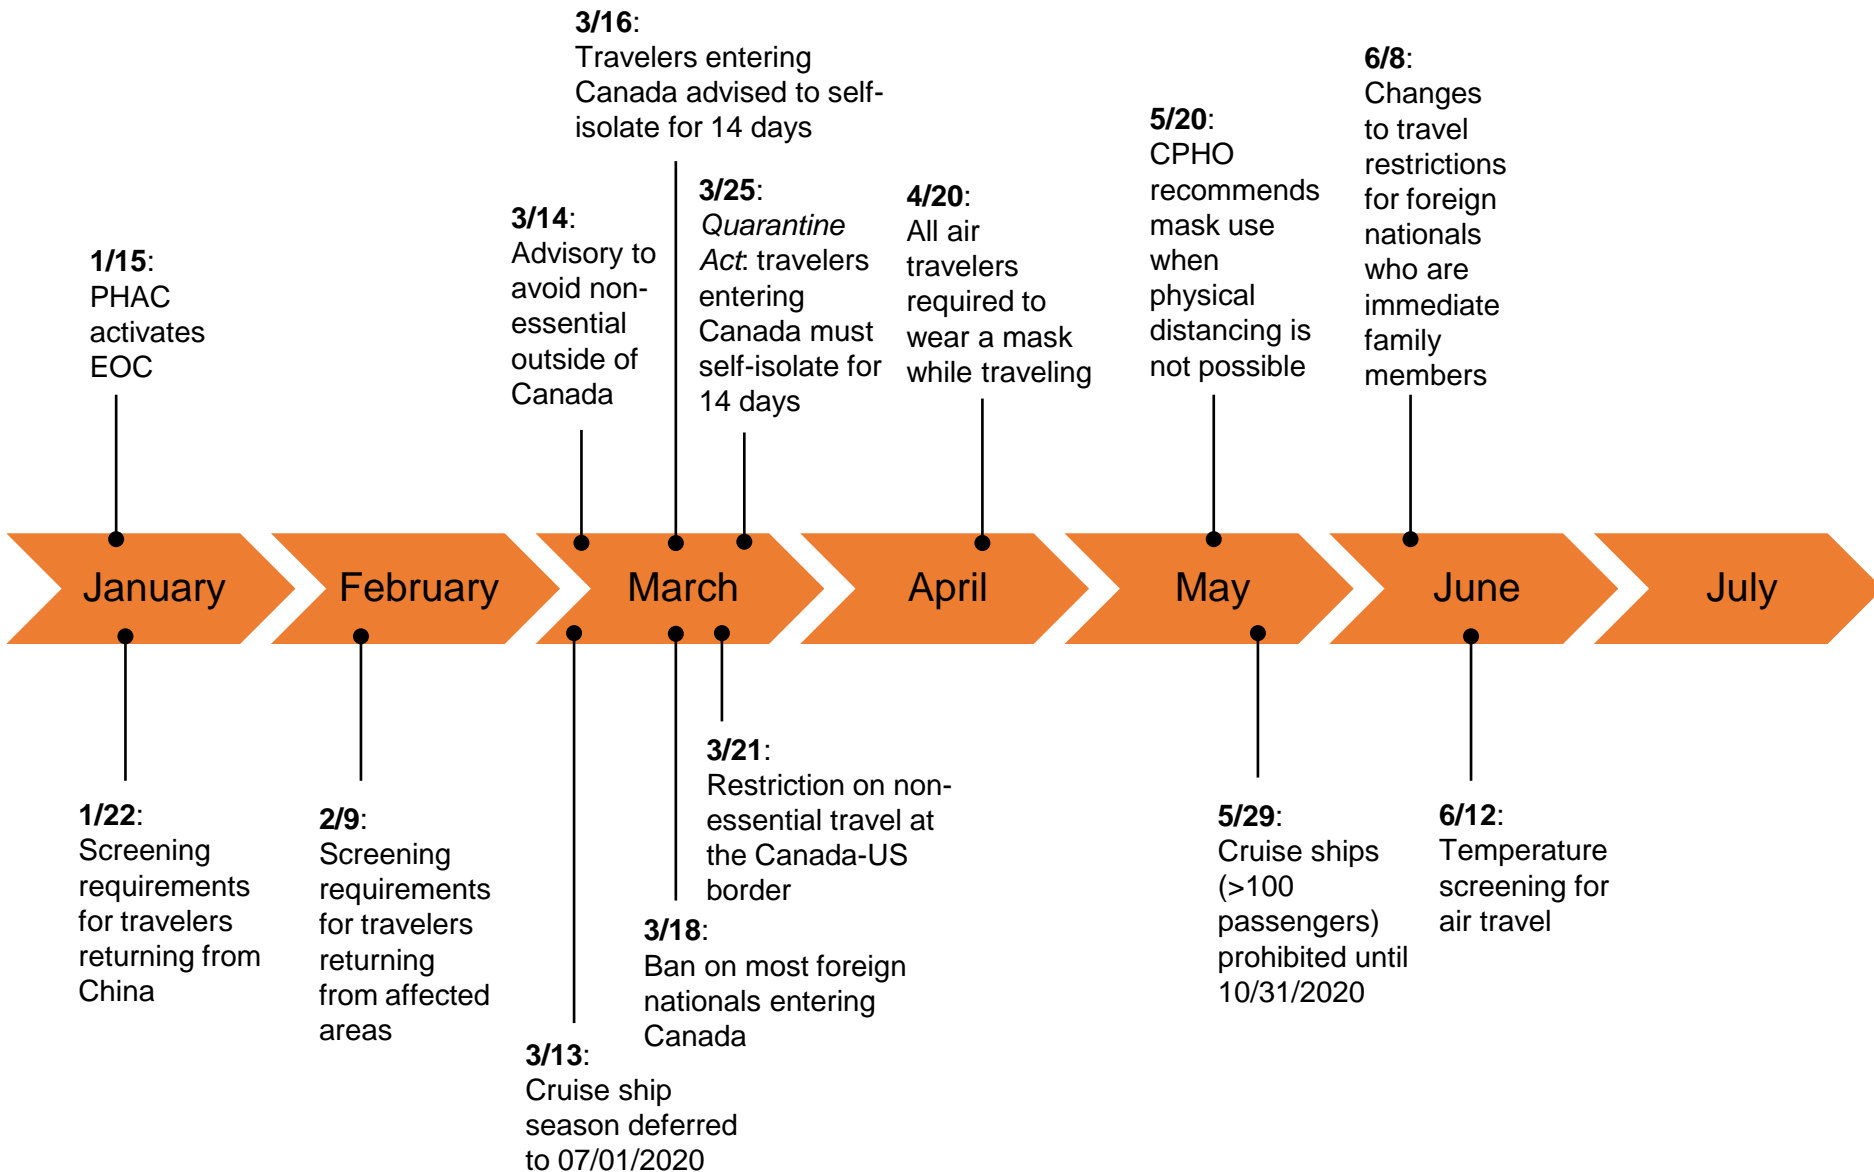 3/16:
Travelers entering
Canada advised to self-
isolate for 14 days
6/8:
Changes
to travel
restrictions
for foreign
nationals
who are
immediate
family
members
5/20:
CPHO
recommends
mask use
when
physical
distancing is
not possible
3/25:
Quarantine
Act: travelers
entering
Canada must
self-isolate for
14 days
4/20:
All air
travelers
required to
wear a mask
while traveling
3/14:
Advisory to
avoid non-
essential
outside of
Canada
1/15:
PHAC
activates
EOC
January
February
March
April
May
June
July
1/22:
Screening
requirements
for travelers
returning from
China
2/9:
Screening
requirements
for travelers
returning
from affected
areas
3/21:
Restriction on non-
essential travel at
the Canada-US
border
3/18:
Ban on most foreign
nationals entering
Canada
3/13:
Cruise ship
season deferred
to 07/01/2020
5/29:
Cruise ships
(>100
passengers)
prohibited until
10/31/2020
6/12:
Temperature
screening for
air travel